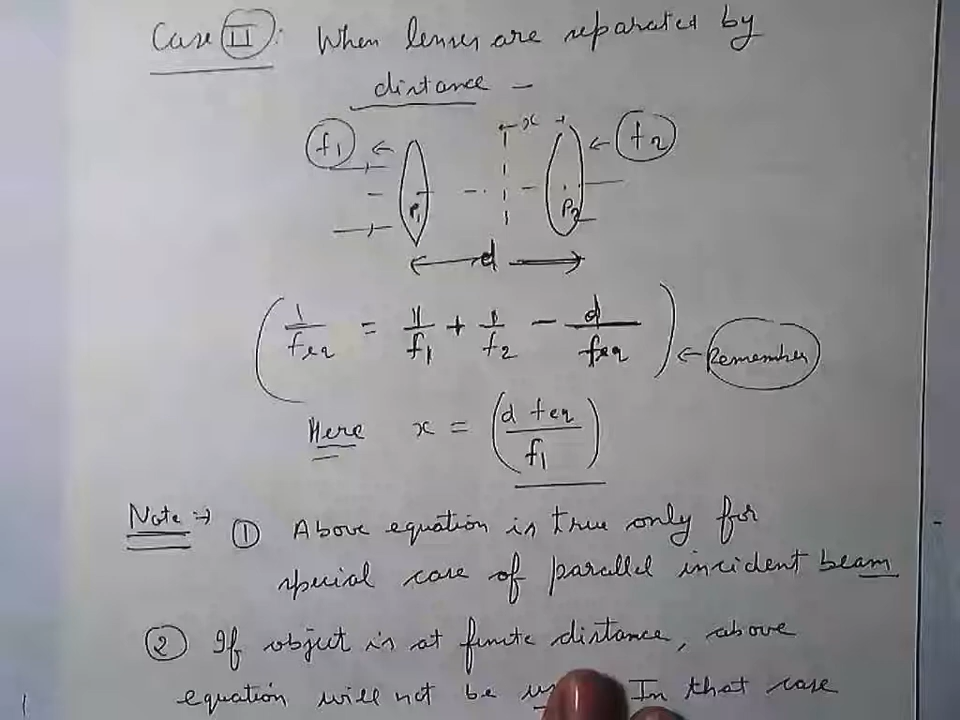 Case II : When lenses are separated by
distance -
f1 ← ← x → ← f2
P1 P2
d
( 1/feq = 1/f1 + 1/f2 - d/feq ) ← Remember
Here x = ( d feq / f1 )
Note :→ ① Above equation is true only for
special case of parallel incident beam
② If object is at finite distance, above
equation will not be In that case